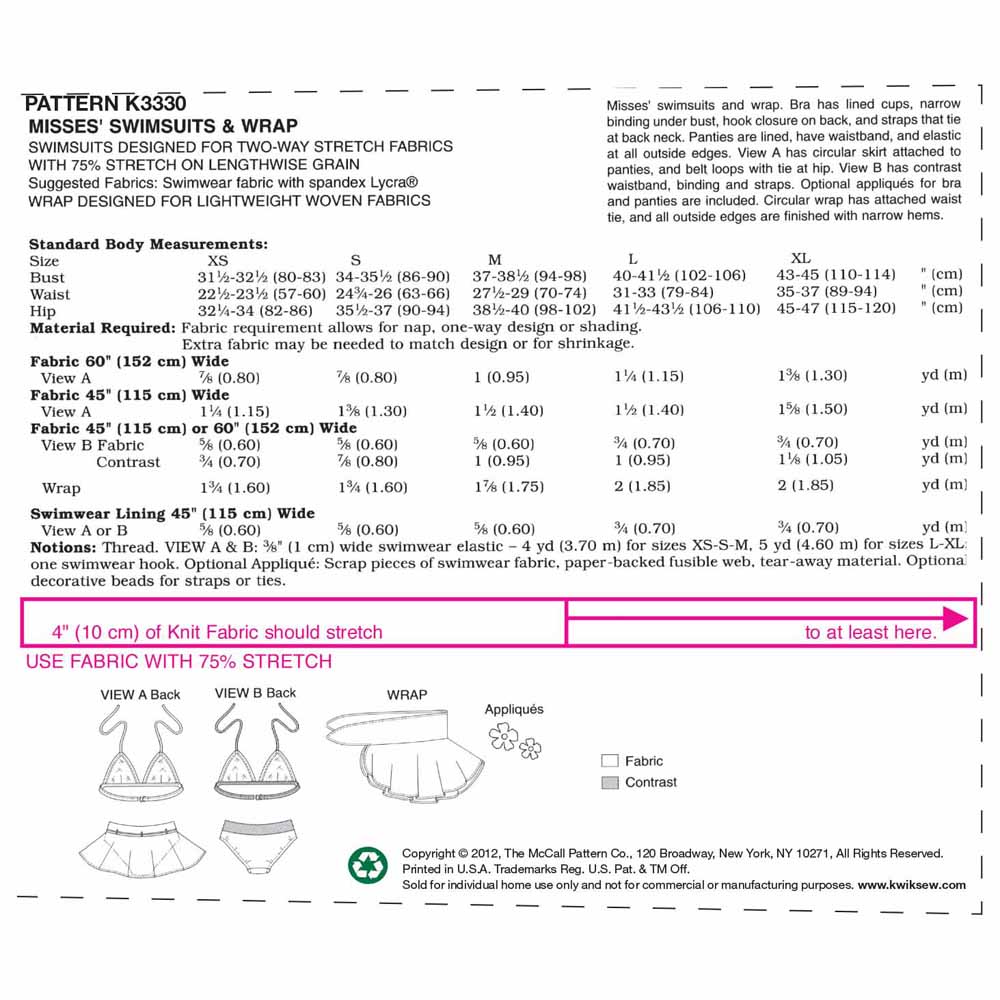 PATTERN K3330
MISSES' SWIMSUITS & WRAP
SWIMSUITS DESIGNED FOR TWO-WAY STRETCH FABRICS
WITH 75% STRETCH ON LENGTHWISE GRAIN
Suggested Fabrics: Swimwear fabric with spandex Lycra®
WRAP DESIGNED FOR LIGHTWEIGHT WOVEN FABRICS
Misses' swimsuits and wrap. Bra has lined cups, narrow
binding under bust, hook closure on back, and straps that tie
at back neck. Panties are lined, have waistband, and elastic
at all outside edges. View A has circular skirt attached to
panties, and belt loops with tie at hip. View B has contrast
waistband, binding and straps. Optional appliqués for bra
and panties are included. Circular wrap has attached waist
tie, and all outside edges are finished with narrow hems.
Standard Body Measurements:
Size XS S M L XL
Bust 31½-32½ (80-83) 34-35½ (86-90) 37-38½ (94-98) 40-41½ (102-106) 43-45 (110-114) " (cm)
Waist 22½-23½ (57-60) 24¾-26 (63-66) 27½-29 (70-74) 31-33 (79-84) 35-37 (89-94) " (cm)
Hip 32¼-34 (82-86) 35½-37 (90-94) 38½-40 (98-102) 41½-43½ (106-110) 45-47 (115-120) " (cm)
Material Required: Fabric requirement allows for nap, one-way design or shading.
Extra fabric may be needed to match design or for shrinkage.
Fabric 60" (152 cm) Wide
View A ⅞ (0.80) ⅞ (0.80) 1 (0.95) 1¼ (1.15) 1⅜ (1.30) yd (m)
Fabric 45" (115 cm) Wide
View A 1¼ (1.15) 1⅜ (1.30) 1½ (1.40) 1½ (1.40) 1⅝ (1.50) yd (m)
Fabric 45" (115 cm) or 60" (152 cm) Wide
View B Fabric ⅝ (0.60) ⅝ (0.60) ⅝ (0.60) ¾ (0.70) ¾ (0.70) yd (m)
Contrast ¾ (0.70) ⅞ (0.80) 1 (0.95) 1 (0.95) 1⅛ (1.05) yd (m)
Wrap 1¾ (1.60) 1¾ (1.60) 1⅞ (1.75) 2 (1.85) 2 (1.85) yd (m)
Swimwear Lining 45" (115 cm) Wide
View A or B ⅝ (0.60) ⅝ (0.60) ⅝ (0.60) ¾ (0.70) ¾ (0.70) yd (m)
Notions: Thread. VIEW A & B: ⅜" (1 cm) wide swimwear elastic – 4 yd (3.70 m) for sizes XS-S-M, 5 yd (4.60 m) for sizes L-XL;
one swimwear hook. Optional Appliqué: Scrap pieces of swimwear fabric, paper-backed fusible web, tear-away material. Optional
decorative beads for straps or ties.
4" (10 cm) of Knit Fabric should stretch to at least here.
USE FABRIC WITH 75% STRETCH
VIEW A Back VIEW B Back WRAP
Appliqués
Fabric
Contrast
Copyright © 2012, The McCall Pattern Co., 120 Broadway, New York, NY 10271, All Rights Reserved.
Printed in U.S.A. Trademarks Reg. U.S. Pat. & TM Off.
Sold for individual home use only and not for commercial or manufacturing purposes. www.kwiksew.com